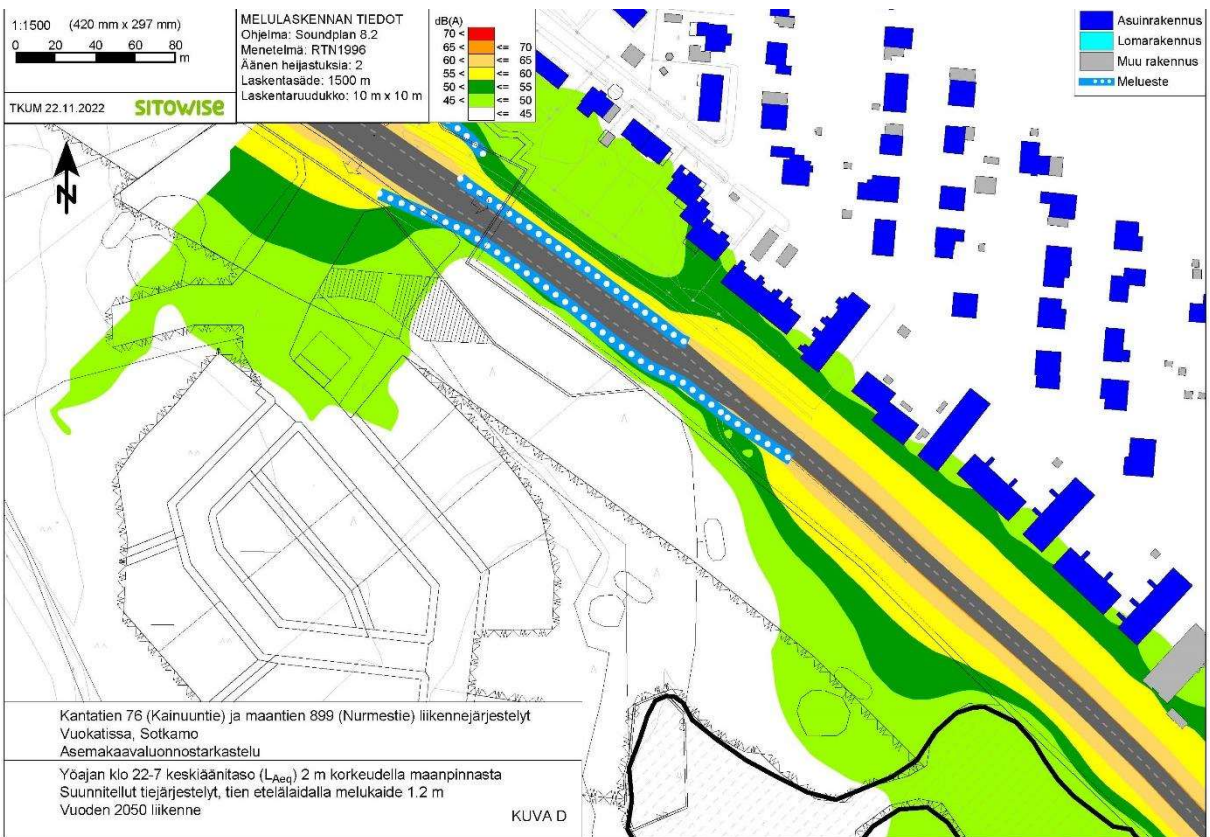 1:1500 (420 mm x 297 mm)
0 20 40 60 80
m
TKUM 22.11.2022 SITOWISE
MELULASKENNAN TIEDOT
Ohjelma: Soundplan 8.2
Menetelmä: RTN1996
Äänen heijastuksia: 2
Laskentasäde: 1500 m
Laskentaruudukko: 10 m x 10 m
dB(A)
70 <
65 < <= 70
60 < <= 65
55 < <= 60
50 < <= 55
45 < <= 50
<= 45
Asuinrakennus
Lomarakennus
Muu rakennus
Melueste
N
Kantatien 76 (Kainuuntie) ja maantien 899 (Nurmestie) liikennejärjestelyt
Vuokatissa, Sotkamo
Asemakaavaluonnostarkastelu
Yöajan klo 22-7 keskiäänitaso (LAeq) 2 m korkeudella maanpinnasta
Suunnitellut tiejärjestelyt, tien etelälaidalla melukaide 1.2 m
Vuoden 2050 liikenne
KUVA D